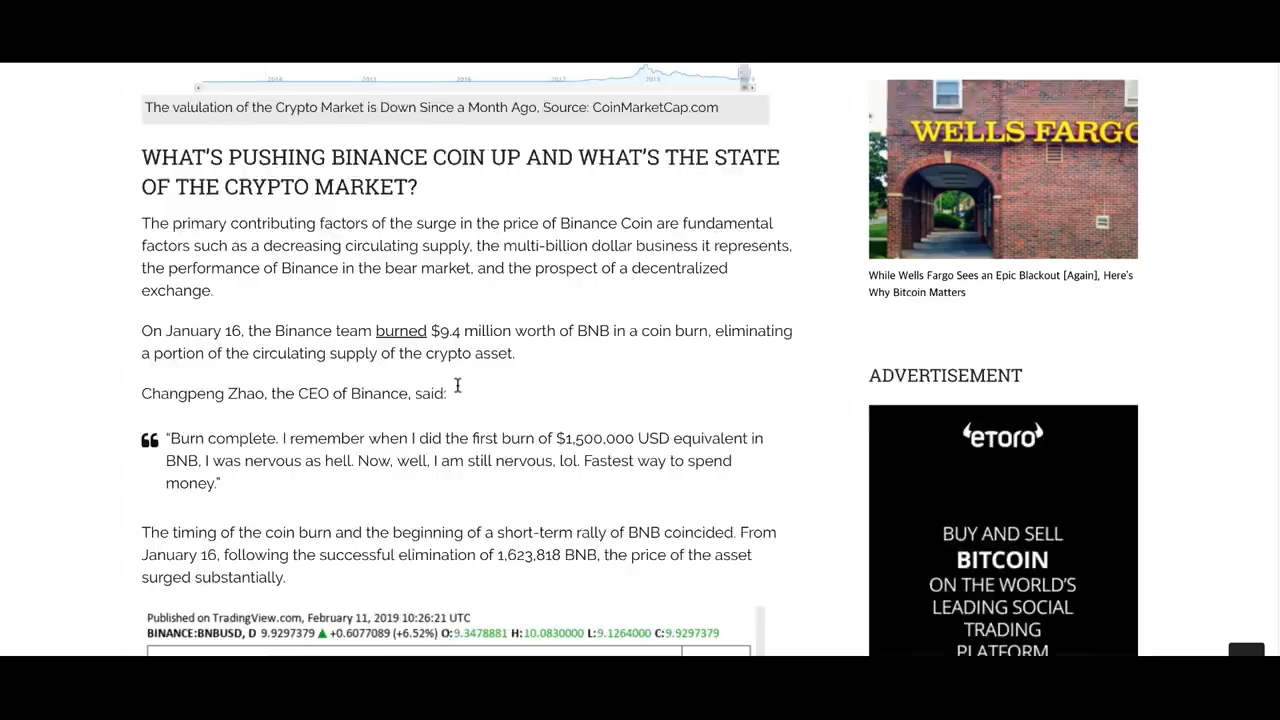 The valulation of the Crypto Market is Down Since a Month Ago, Source: CoinMarketCap.com
WHAT'S PUSHING BINANCE COIN UP AND WHAT'S THE STATE
OF THE CRYPTO MARKET?
The primary contributing factors of the surge in the price of Binance Coin are fundamental
factors such as a decreasing circulating supply, the multi-billion dollar business it represents,
the performance of Binance in the bear market, and the prospect of a decentralized
exchange.
On January 16, the Binance team burned $9.4 million worth of BNB in a coin burn, eliminating
a portion of the circulating supply of the crypto asset.
Changpeng Zhao, the CEO of Binance, said:
“Burn complete. I remember when I did the first burn of $1,500,000 USD equivalent in
BNB, I was nervous as hell. Now, well, I am still nervous, lol. Fastest way to spend
money.”
The timing of the coin burn and the beginning of a short-term rally of BNB coincided. From
January 16, following the successful elimination of 1,623,818 BNB, the price of the asset
surged substantially.
Published on TradingView.com, February 11, 2019 10:26:21 UTC
BINANCE:BNBUSD, D 9.9297379 ▲ +0.6077089 (+6.52%) O:9.3478881 H:10.0830000 L:9.1264000 C:9.9297379
WELLS FARGO
While Wells Fargo Sees an Epic Blackout [Again], Here's
Why Bitcoin Matters
ADVERTISEMENT
eToro
BUY AND SELL
BITCOIN
ON THE WORLD'S
LEADING SOCIAL
TRADING
PLATFORM